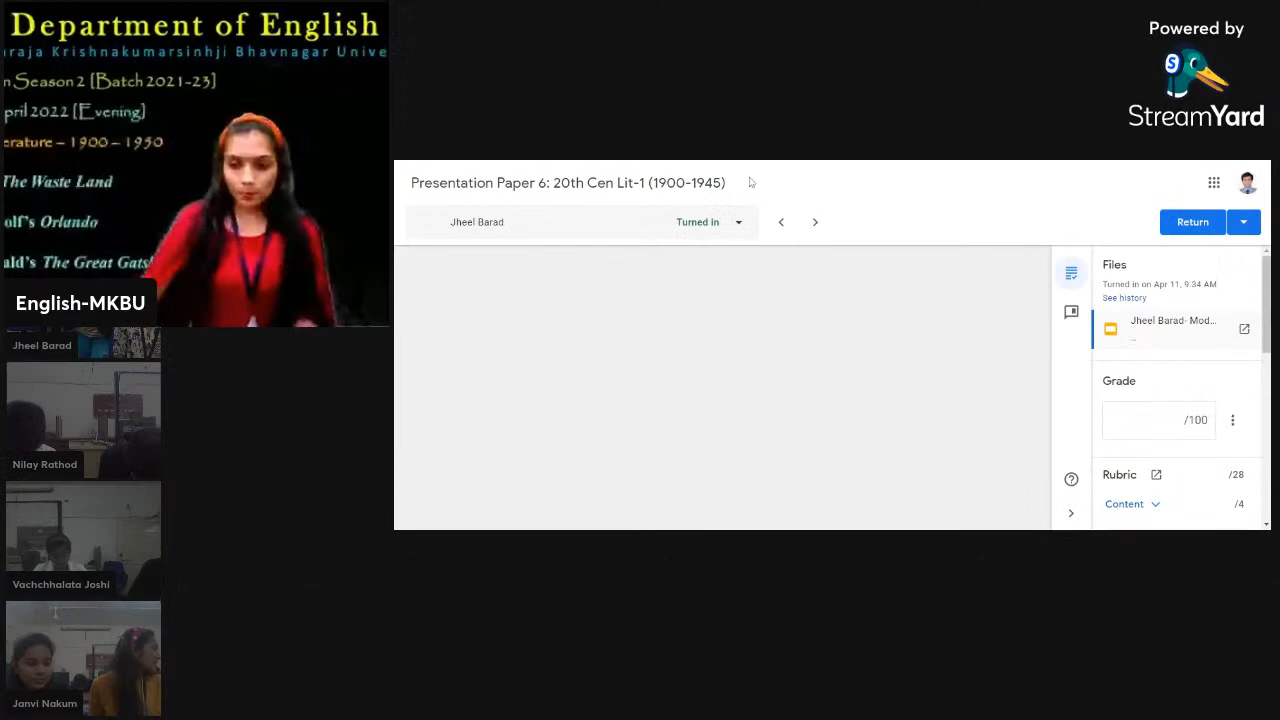 Department of English
raja Krishnakumarsinhji Bhavnagar Unive
n Season 2 [Batch 2021-23]
pril 2022 [Evening]
erature – 1900 – 1950
The Waste Land
olf's Orlando
ald's The Great Gats
English-MKBU
Jheel Barad
Nilay Rathod
Vachchhalata Joshi
Janvi Nakum
Powered by
S
StreamYard
Presentation Paper 6: 20th Cen Lit-1 (1900-1945)
Jheel Barad
Turned in
Return
Files
Turned in on Apr 11, 9:34 AM
See history
Jheel Barad- Mod...
Grade
/100
Rubric /28
Content /4